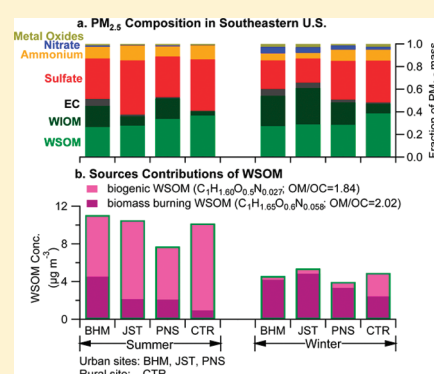 a. PM2.5 Composition in Southeastern U.S.
Metal Oxides
Nitrate
Ammonium
Sulfate
EC
WIOM
WSOM
1.0
0.8
0.6
0.4
0.2
0.0
Fraction of PM mass
b. Sources Contributions of WSOM
biogenic WSOM (C1H1.60O0.5N0.027; OM/OC=1.84)
biomass burning WSOM (C1H1.65O0.6N0.058; OM/OC=2.02)
WSOM Conc.
(μg m-3)
12
8
4
0
BHM JST PNS CTR BHM JST PNS CTR
Summer Winter
Urban sites: BHM, JST, PNS
Rural site: CTR